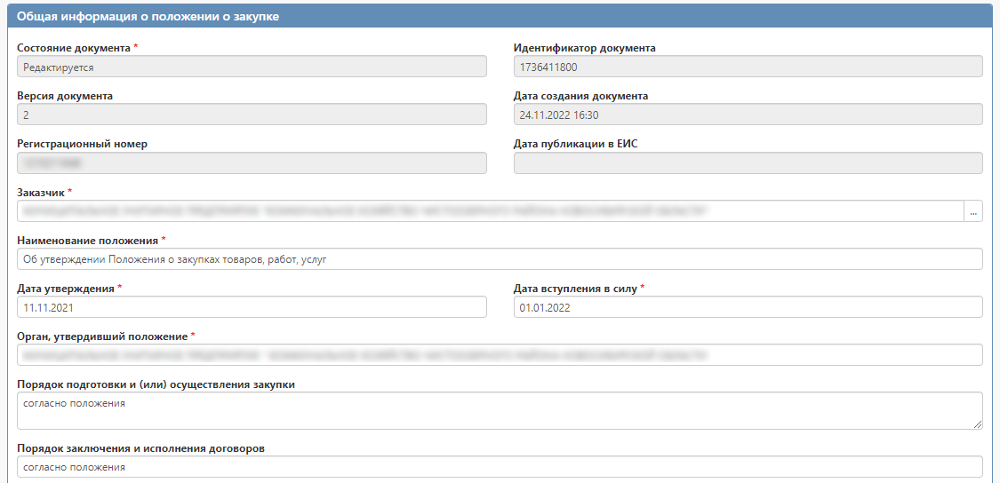 Общая информация о положении о закупке
Состояние документа *
Идентификатор документа
Редактируется
1736411800
Версия документа
Дата создания документа
2
24.11.2022 16:30
Регистрационный номер
Дата публикации в ЕИС
Заказчик *
...
Наименование положения *
Об утверждении Положения о закупках товаров, работ, услуг
Дата утверждения *
Дата вступления в силу *
11.11.2021
01.01.2022
Орган, утвердивший положение *
Порядок подготовки и (или) осуществления закупки
согласно положения
Порядок заключения и исполнения договоров
согласно положения